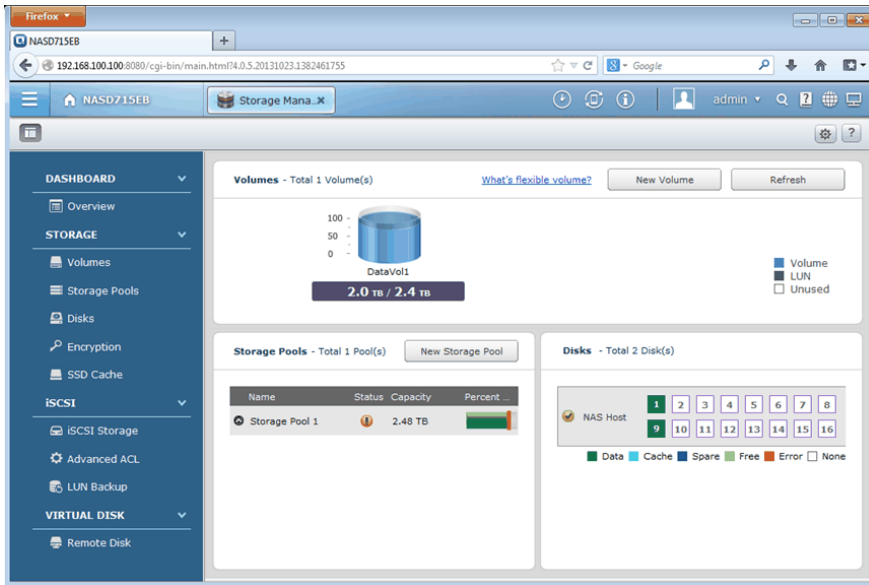 Firefox
NASD715EB
192.168.100.100:8080/cgi-bin/main.html?4.0.5.20131023.1382461755
Google
NASD715EB
Storage Mana..
admin
DASHBOARD
Overview
STORAGE
Volumes
Storage Pools
Disks
Encryption
SSD Cache
iSCSI
iSCSI Storage
Advanced ACL
LUN Backup
VIRTUAL DISK
Remote Disk
Volumes - Total 1 Volume(s)
What's flexible volume?
New Volume
Refresh
100
50
0
DataVol1
2.0 TB / 2.4 TB
Volume
LUN
Unused
Storage Pools - Total 1 Pool(s)
New Storage Pool
Name Status Capacity Percent ...
Storage Pool 1 2.48 TB
Disks - Total 2 Disk(s)
NAS Host
1 2 3 4 5 6 7 8
9 10 11 12 13 14 15 16
Data Cache Spare Free Error None